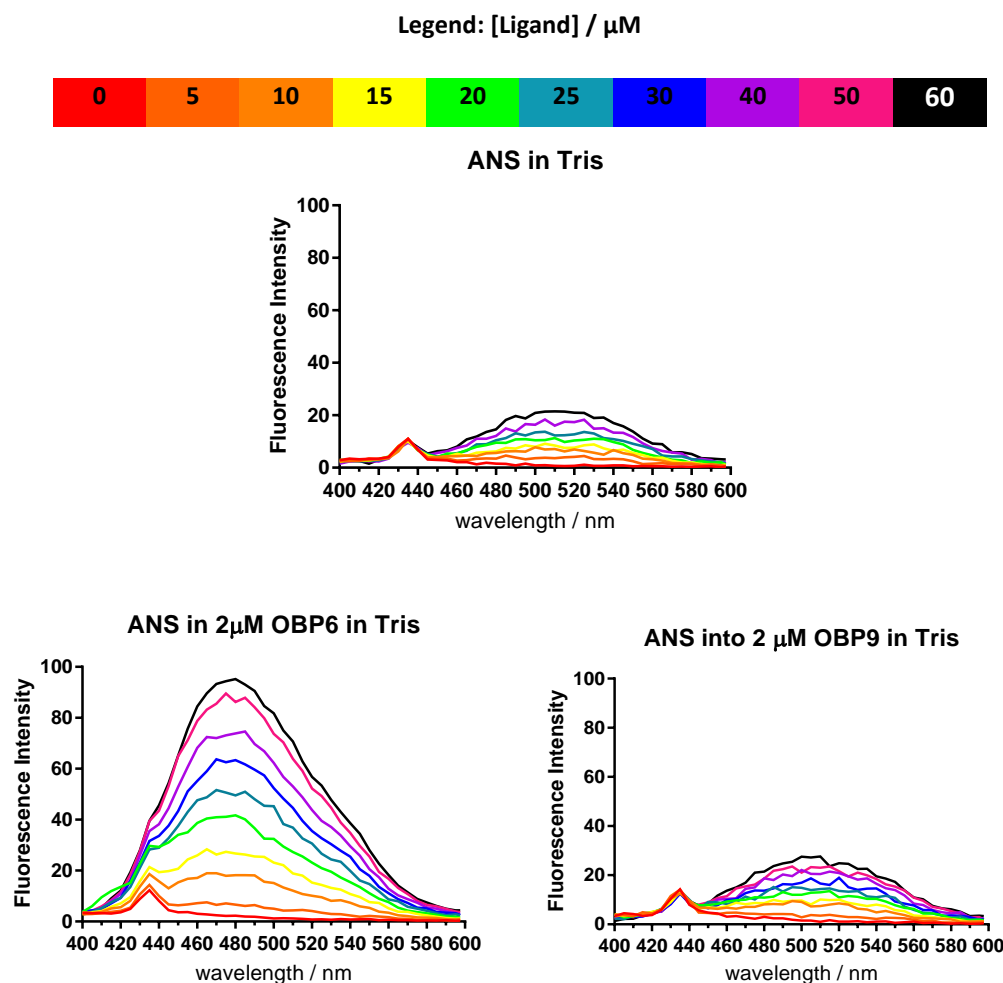 Legend: [Ligand] / µM
0 5 10 15 20 25 30 40 50 60
ANS in Tris
Fluorescence Intensity
100
80
60
40
20
0
400 420 440 460 480 500 520 540 560 580 600
wavelength / nm
ANS in 2µM OBP6 in Tris
Fluorescence Intensity
100
80
60
40
20
0
400 420 440 460 480 500 520 540 560 580 600
wavelength / nm
ANS into 2 µM OBP9 in Tris
Fluorescence Intensity
100
80
60
40
20
0
400 420 440 460 480 500 520 540 560 580 600
wavelength / nm